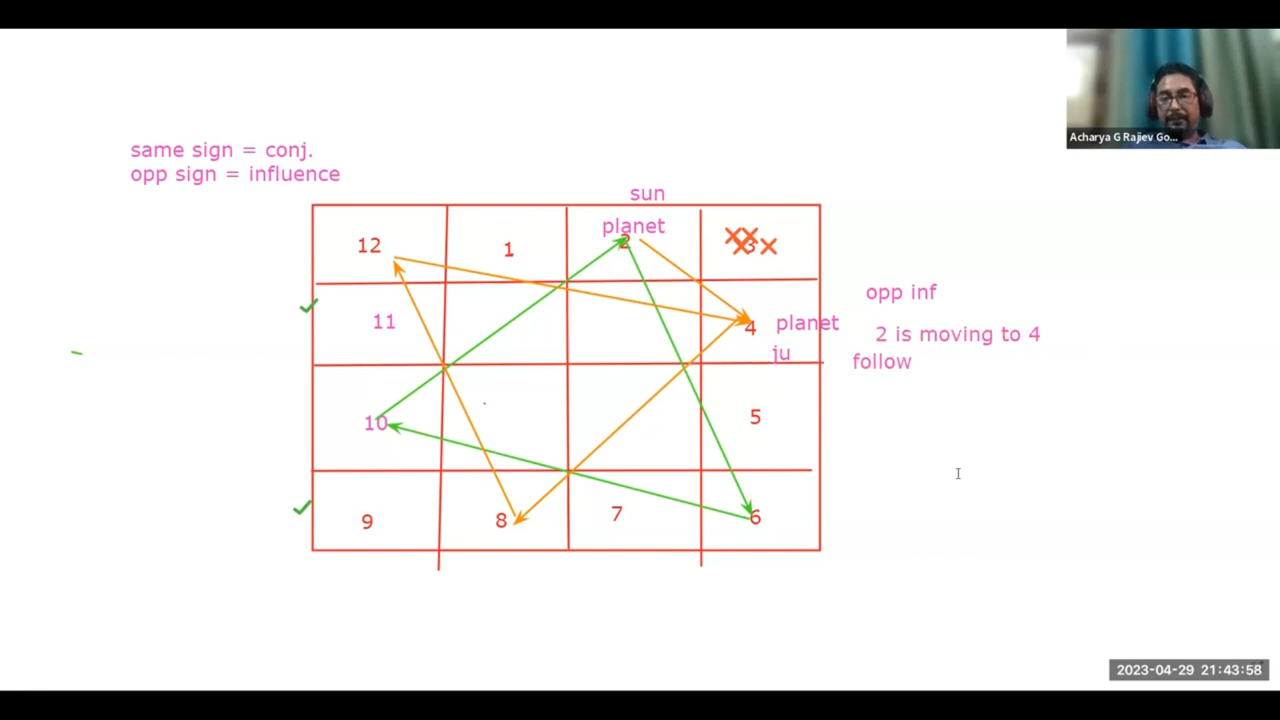 Acharya G Rajiev Go...
same sign = conj.
opp sign = influence
sun
planet
12
1
2
3
opp inf
11
4
planet
2 is moving to 4
ju
follow
10
5
9
8
7
6
2023-04-29 21:43:58